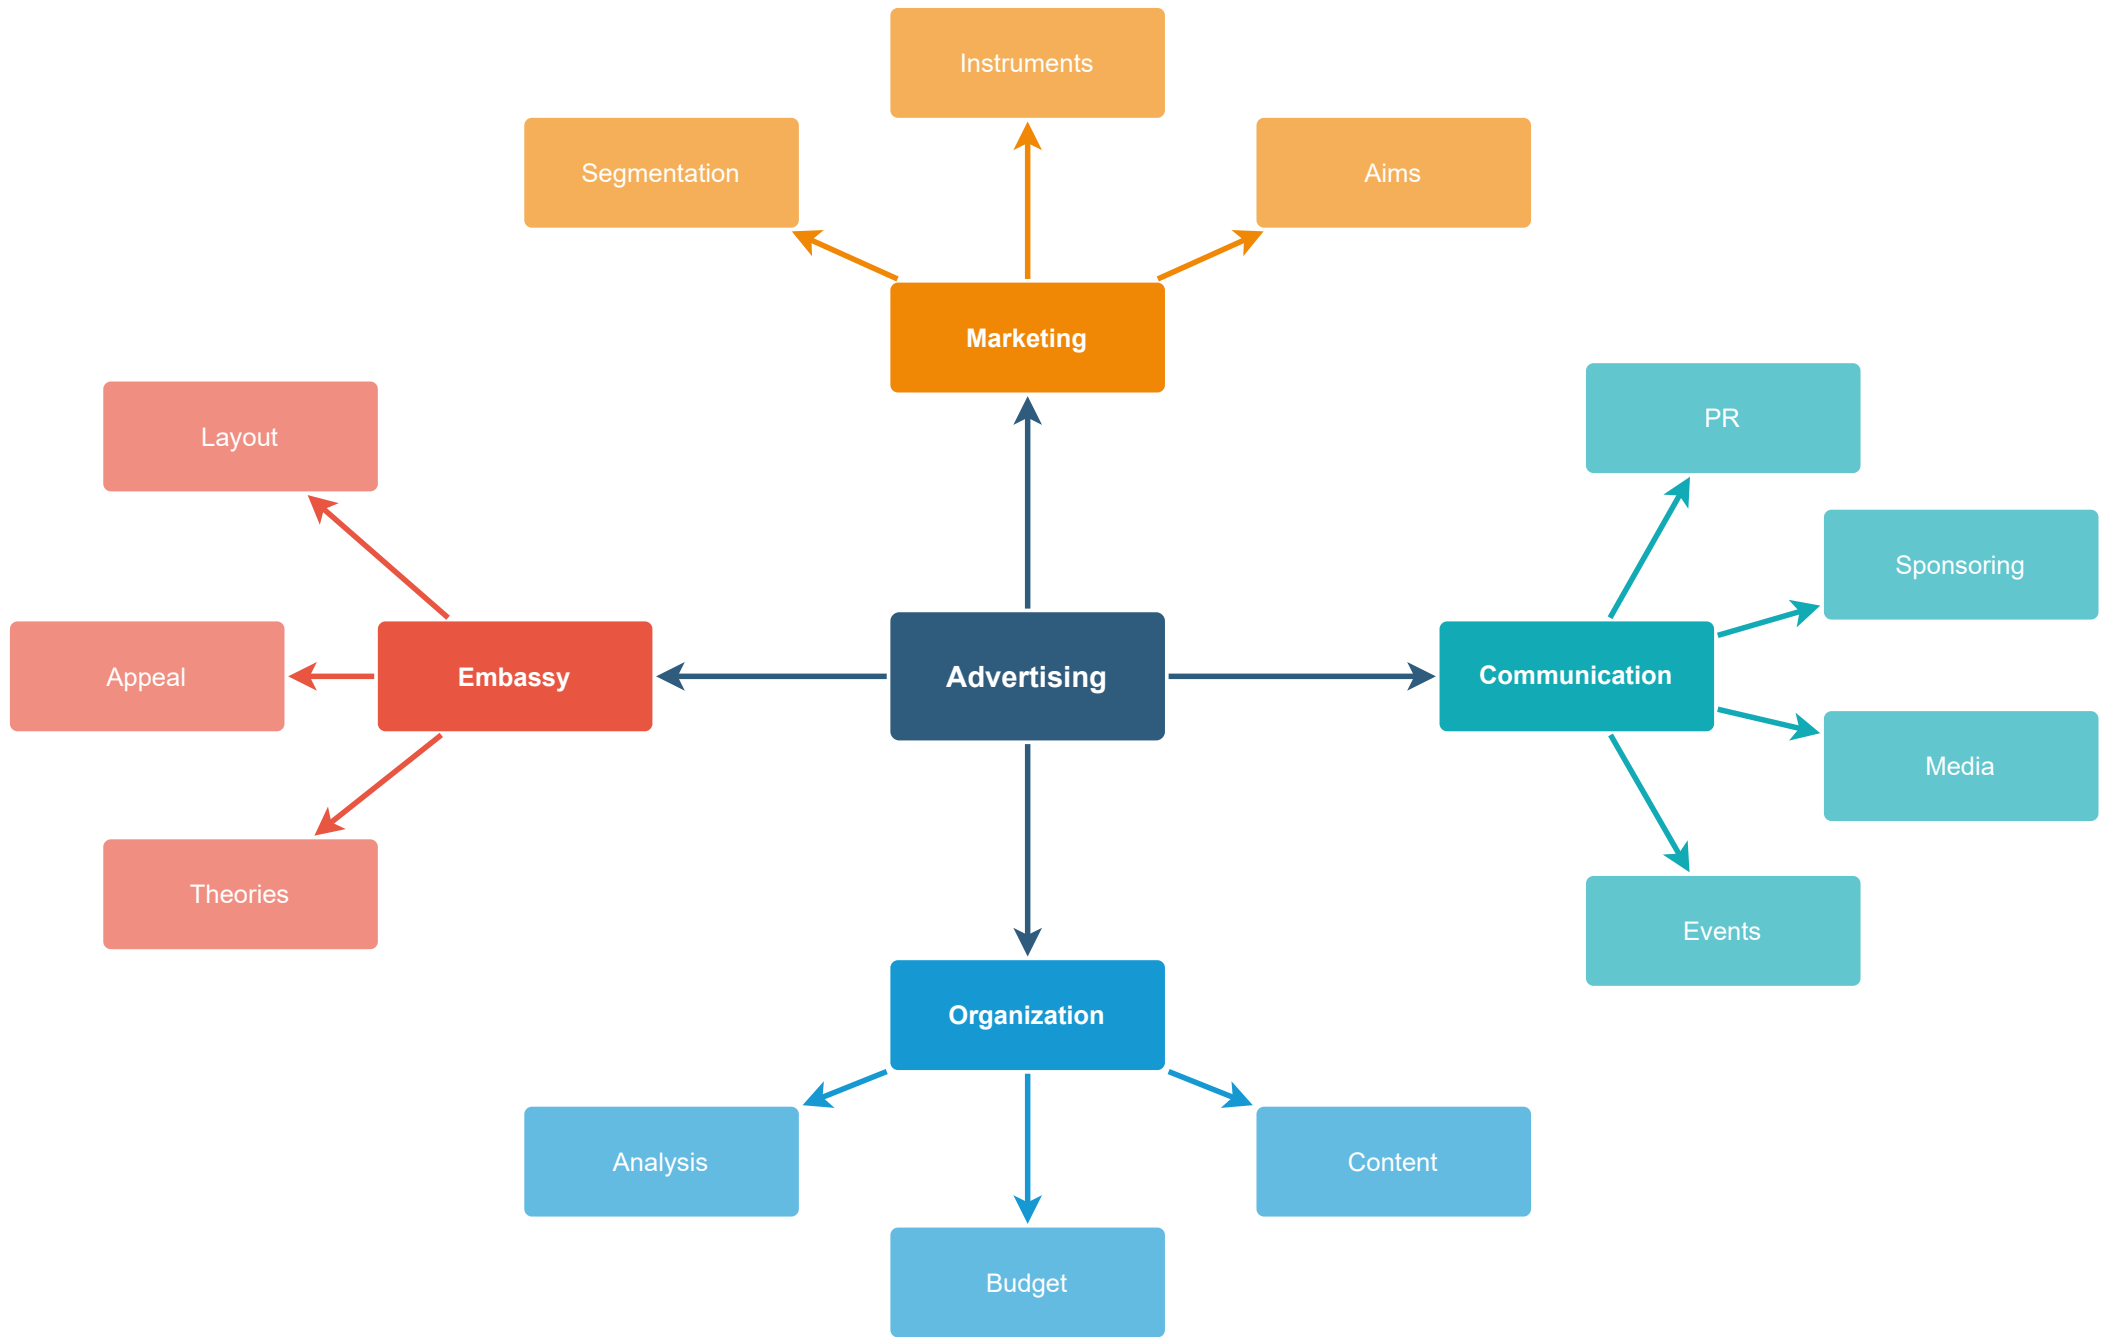 Instruments
Segmentation
Aims
Marketing
PR
Layout
Sponsoring
Communication
Advertising
Embassy
Appeal
Media
Theories
Events
Organization
Analysis
Content
Budget